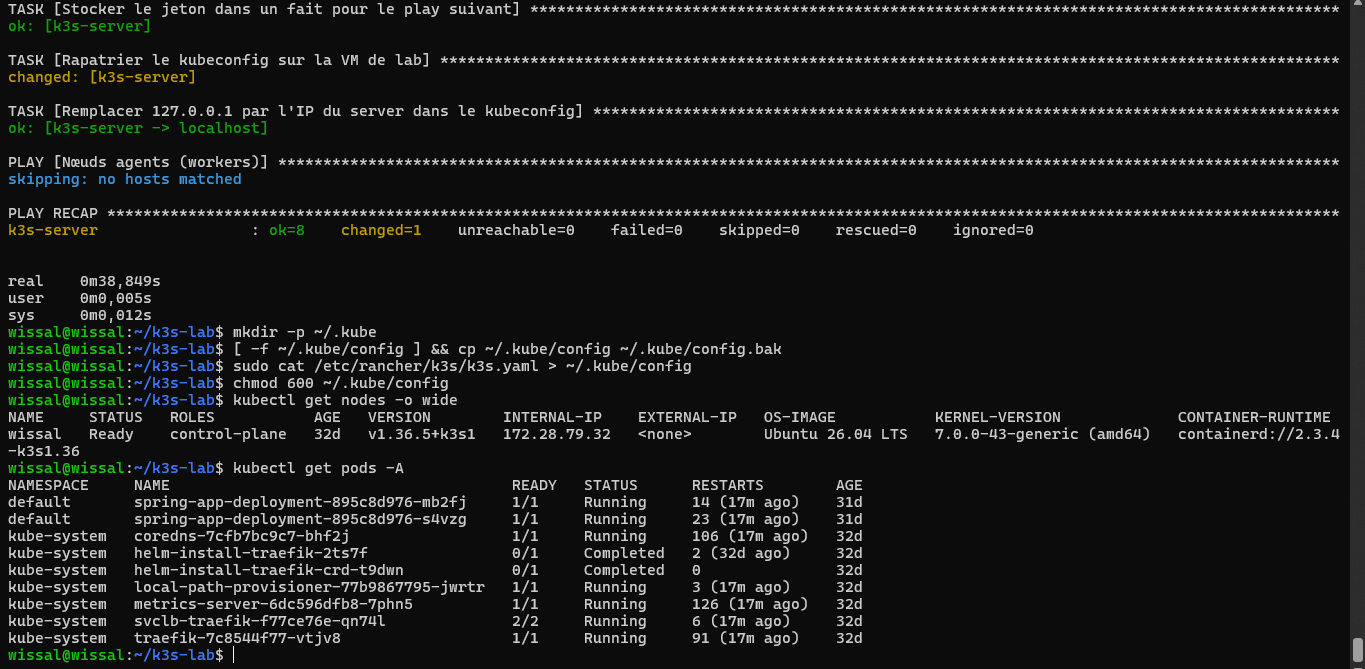 TASK [Stocker le jeton dans un fait pour le play suivant] ******************************************************************************************
ok: [k3s-server]
TASK [Rapatrier le kubeconfig sur la VM de lab] ****************************************************************************************************
changed: [k3s-server]
TASK [Remplacer 127.0.0.1 par l'IP du server dans le kubeconfig] ***********************************************************************************
ok: [k3s-server -> localhost]
PLAY [Nœuds agents (workers)] **********************************************************************************************************************
skipping: no hosts matched
PLAY RECAP *****************************************************************************************************************************************
k3s-server                 : ok=8    changed=1    unreachable=0    failed=0    skipped=0    rescued=0    ignored=0
real    0m38,849s
user    0m0,005s
sys     0m0,012s
wissal@wissal:~/k3s-lab$ mkdir -p ~/.kube
wissal@wissal:~/k3s-lab$ [ -f ~/.kube/config ] && cp ~/.kube/config ~/.kube/config.bak
wissal@wissal:~/k3s-lab$ sudo cat /etc/rancher/k3s/k3s.yaml > ~/.kube/config
wissal@wissal:~/k3s-lab$ chmod 600 ~/.kube/config
wissal@wissal:~/k3s-lab$ kubectl get nodes -o wide
NAME     STATUS   ROLES           AGE   VERSION        INTERNAL-IP    EXTERNAL-IP   OS-IMAGE           KERNEL-VERSION             CONTAINER-RUNTIME
wissal   Ready    control-plane   32d   v1.36.5+k3s1   172.28.79.32   <none>        Ubuntu 26.04 LTS   7.0.0-43-generic (amd64)   containerd://2.3.4
-k3s1.36
wissal@wissal:~/k3s-lab$ kubectl get pods -A
NAMESPACE     NAME                                     READY   STATUS      RESTARTS        AGE
default       spring-app-deployment-895c8d976-mb2fj    1/1     Running     14 (17m ago)    31d
default       spring-app-deployment-895c8d976-s4vzg    1/1     Running     23 (17m ago)    31d
kube-system   coredns-7cfb7bc9c7-bhf2j                 1/1     Running     106 (17m ago)   32d
kube-system   helm-install-traefik-2ts7f               0/1     Completed   2 (32d ago)     32d
kube-system   helm-install-traefik-crd-t9dwn           0/1     Completed   0               32d
kube-system   local-path-provisioner-77b9867795-jwrtr  1/1     Running     3 (17m ago)     32d
kube-system   metrics-server-6dc596dfb8-7phn5          1/1     Running     126 (17m ago)   32d
kube-system   svclb-traefik-f77ce76e-qn74l             2/2     Running     6 (17m ago)     32d
kube-system   traefik-7c8544f77-vtjv8                  1/1     Running     91 (17m ago)    32d
wissal@wissal:~/k3s-lab$